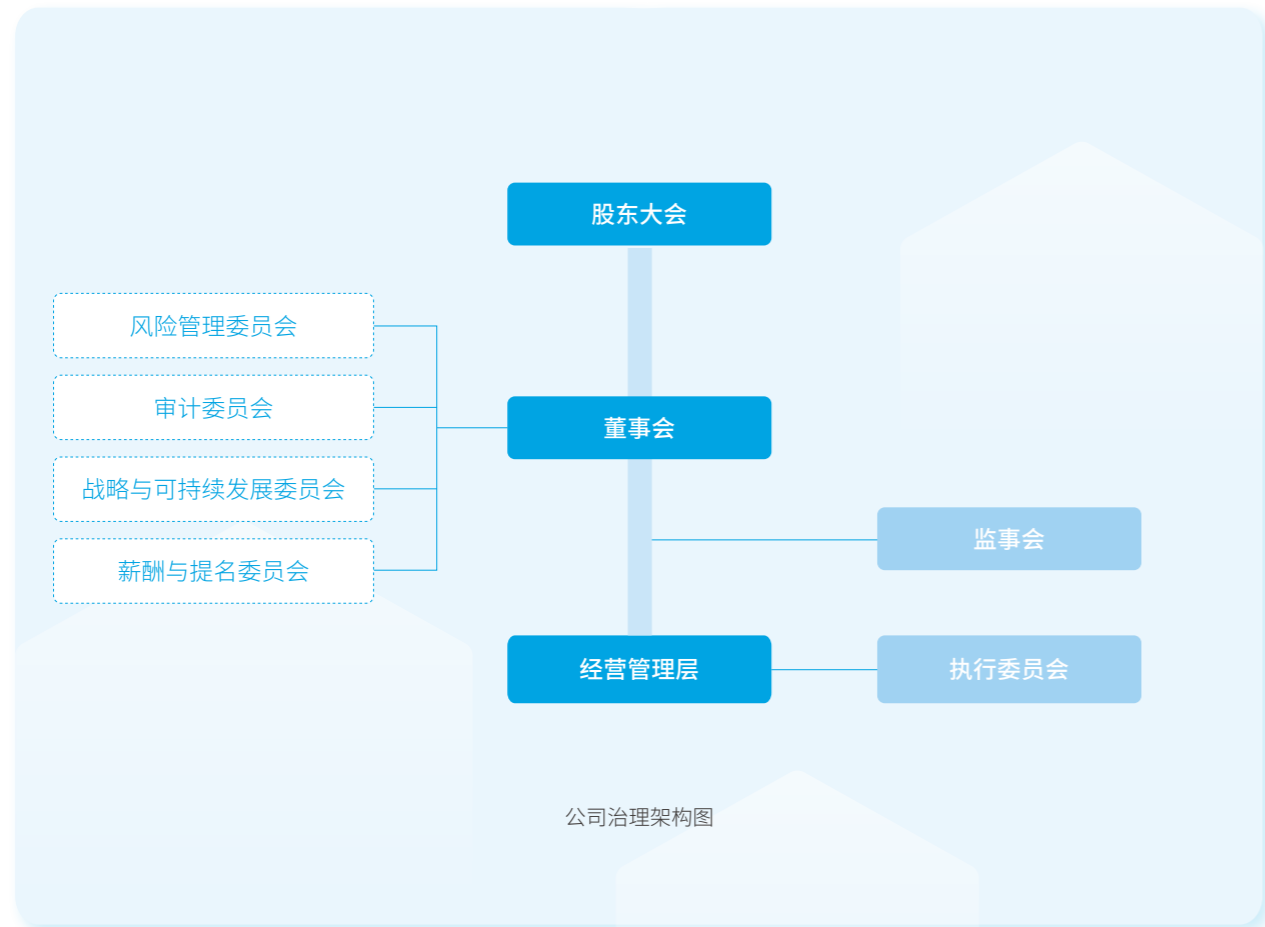 股东大会
风险管理委员会
审计委员会
董事会
战略与可持续发展委员会
监事会
薪酬与提名委员会
经营管理层
执行委员会
公司治理架构图